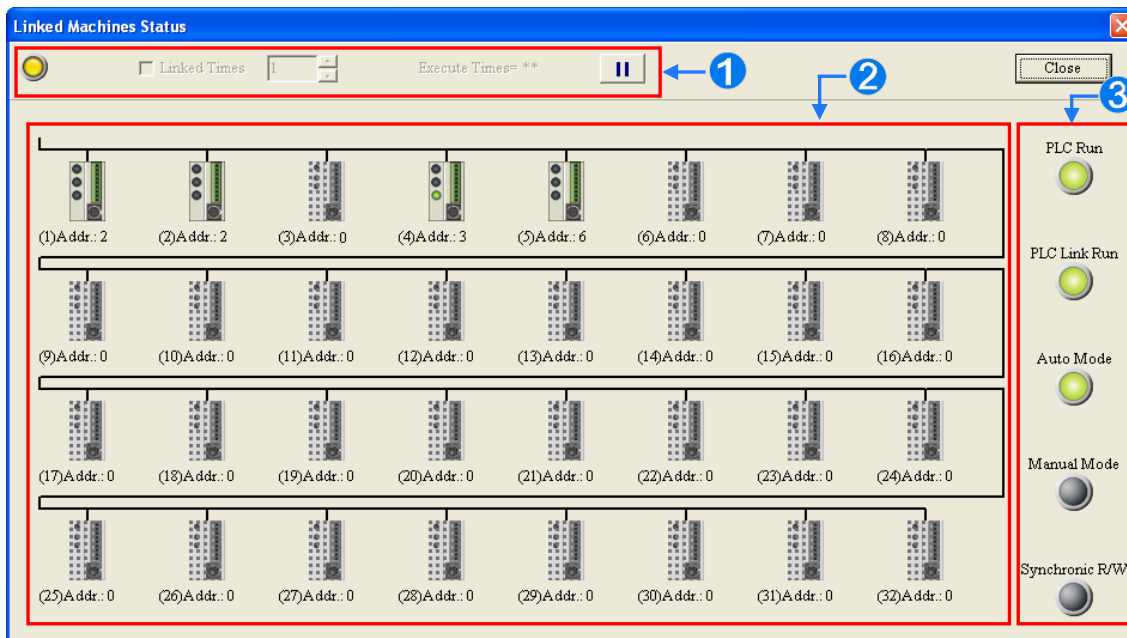 Linked Machines Status
Linked Times 1 Execute Times= ** 1 Close
2 3
(1)Addr.: 2 (2)Addr.: 2 (3)Addr.: 0 (4)Addr.: 3 (5)Addr.: 6 (6)Addr.: 0 (7)Addr.: 0 (8)Addr.: 0
(9)Addr.: 0 (10)Addr.: 0 (11)Addr.: 0 (12)Addr.: 0 (13)Addr.: 0 (14)Addr.: 0 (15)Addr.: 0 (16)Addr.: 0
(17)Addr.: 0 (18)Addr.: 0 (19)Addr.: 0 (20)Addr.: 0 (21)Addr.: 0 (22)Addr.: 0 (23)Addr.: 0 (24)Addr.: 0
(25)Addr.: 0 (26)Addr.: 0 (27)Addr.: 0 (28)Addr.: 0 (29)Addr.: 0 (30)Addr.: 0 (31)Addr.: 0 (32)Addr.: 0
PLC Run
PLC Link Run
Auto Mode
Manual Mode
Synchronic R/W